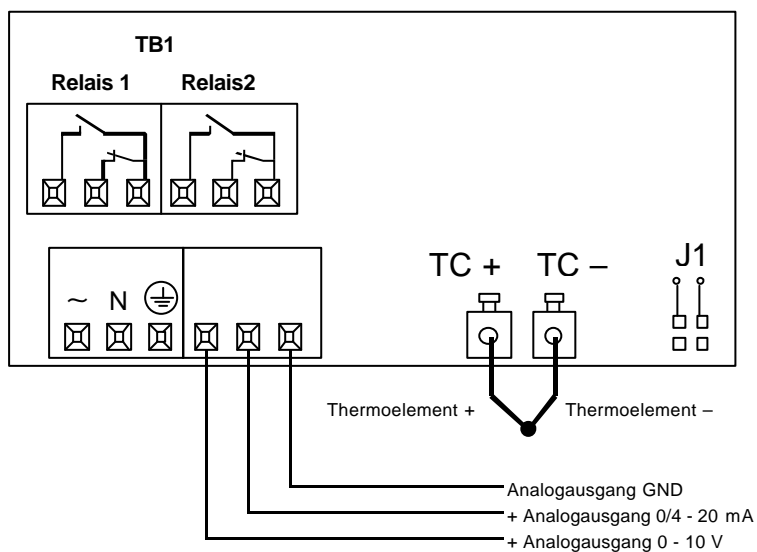 TB1
Relais 1 Relais2
TC + TC – J1
~ N
Thermoelement + Thermoelement –
Analogausgang GND
+ Analogausgang 0/4 - 20 mA
+ Analogausgang 0 - 10 V